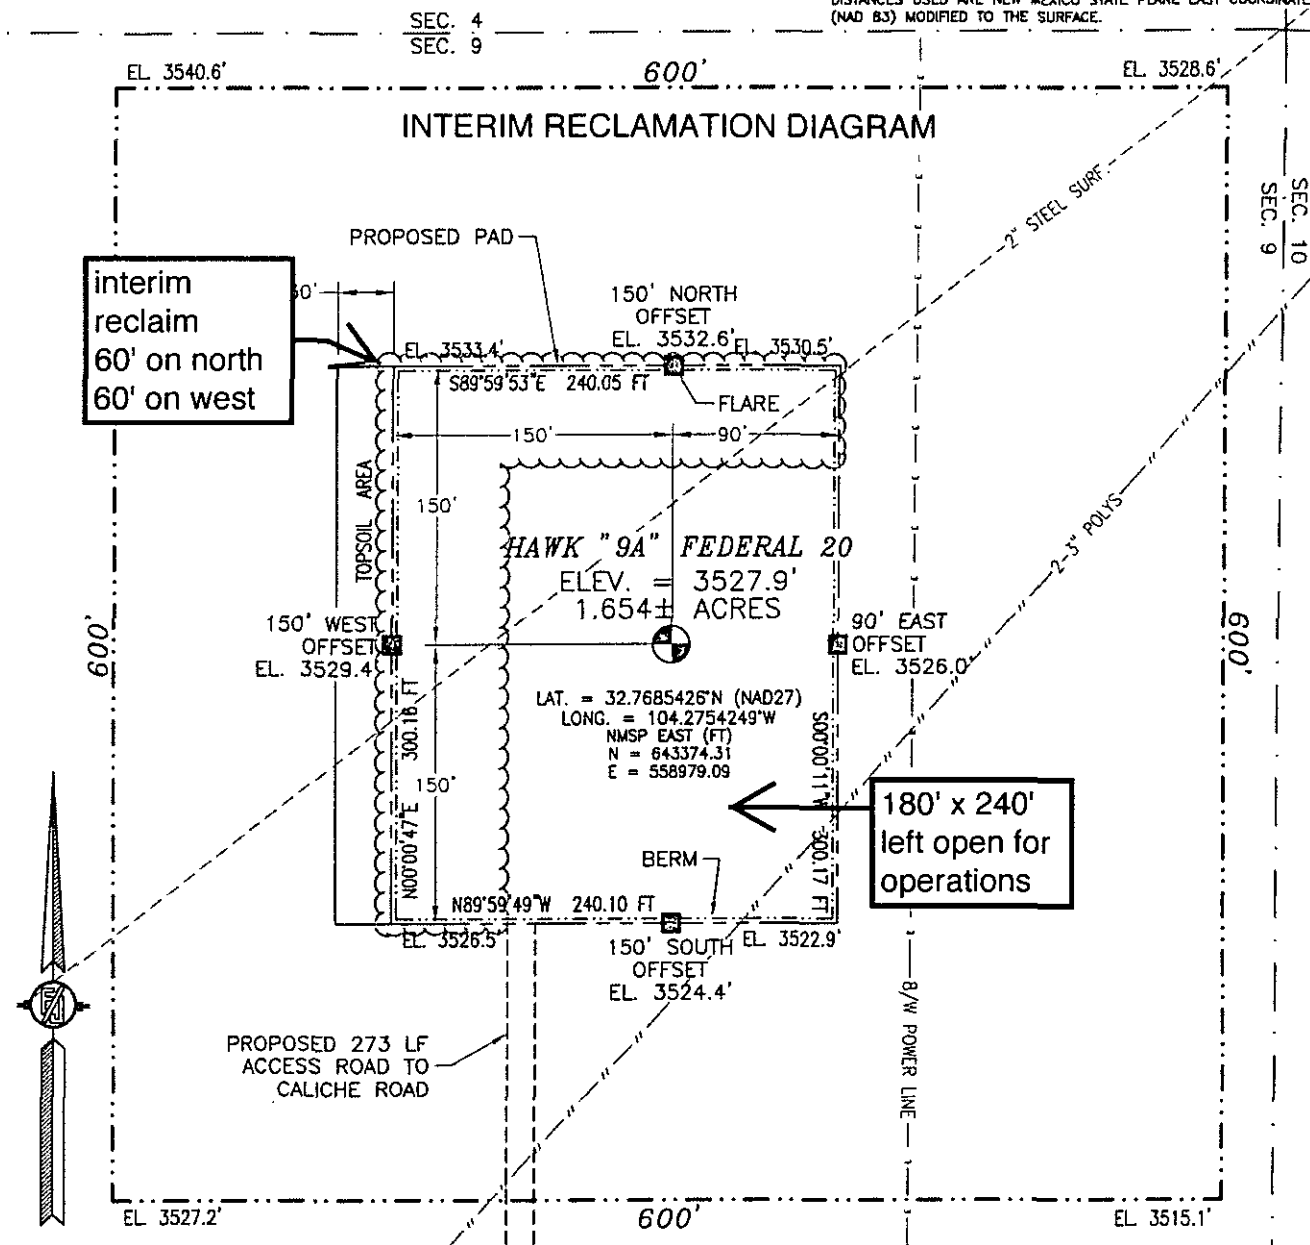 DISTANCES USED ARE NEW MEXICO STATE PLANE EAST COORDINATE
(NAD 83) MODIFIED TO THE SURFACE.
SEC. 4
SEC. 9
EL. 3540.6'
600'
EL. 3528.6'
INTERIM RECLAMATION DIAGRAM
SEC. 10
SEC. 9
2" STEEL SURF.
PROPOSED PAD
interim
reclaim
60' on north
60' on west
150' NORTH
OFFSET
EL. 3532.6'
EL. 3533.4'
EL. 3530.5'
S89°59'53"E 240.05 FT
FLARE
150'
90'
TOPSOIL AREA
150'
2-3" POLYS
HAWK "9A" FEDERAL 20
ELEV. = 3527.9'
1.654± ACRES
150' WEST
OFFSET
EL. 3529.4'
90' EAST
OFFSET
EL. 3526.0'
600'
600'
LAT. = 32.7685426°N (NAD27)
LONG. = 104.2754249°W
NMSP EAST (FT)
N = 643374.31
E = 558979.09
N00°00'47"E 300.18 FT
150'
S00°00'11"W 300.17 FT
180' x 240'
left open for
operations
BERM
N89°59'49"W 240.10 FT
EL. 3526.5'
EL. 3522.9'
150' SOUTH
OFFSET
EL. 3524.4'
B/W POWER LINE
PROPOSED 273 LF
ACCESS ROAD TO
CALICHE ROAD
EL. 3527.2'
600'
EL. 3515.1'